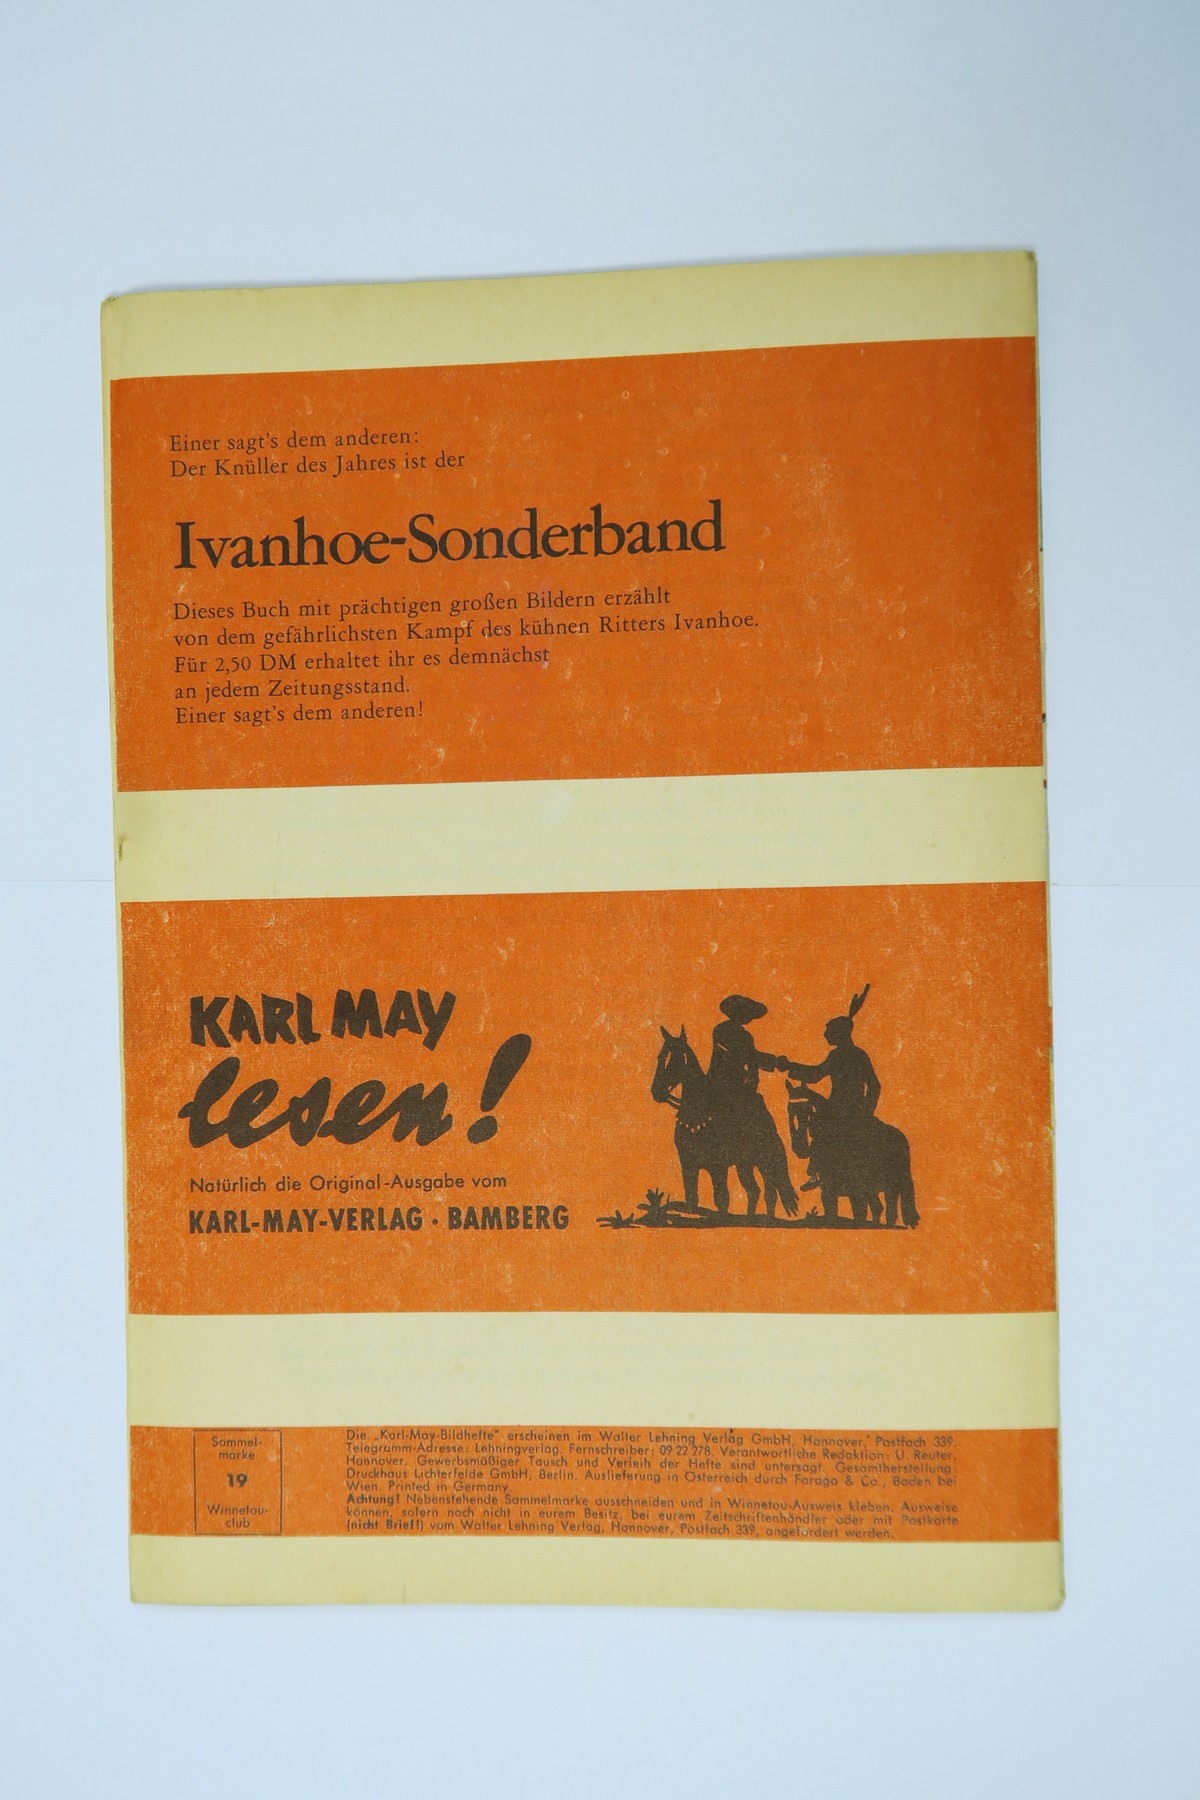 Einer sagt's dem anderen:
Der Knüller des Jahres ist der
Ivanhoe-Sonderband
Dieses Buch mit prächtigen großen Bildern erzählt
von dem gefährlichsten Kampf des kühnen Ritters Ivanhoe.
Für 2,50 DM erhaltet ihr es demnächst
an jedem Zeitungsstand.
Einer sagt's dem anderen!
KARL MAY
lesen!
Natürlich die Original-Ausgabe vom
KARL-MAY-VERLAG • BAMBERG
Sammel-
marke
19
Winnetou-
club
Die „Karl-May-Bildhefte" erscheinen im Walter Lehning Verlag GmbH, Hannover, Postfach 339.
Telegramm-Adresse: Lehningverlag. Fernschreiber: 09 22 278. Verantwortliche Redaktion: U. Reuter,
Hannover. Gewerbsmäßiger Tausch und Verleih der Hefte sind untersagt. Gesamtherstellung:
Druckhaus Lichterfelde GmbH, Berlin. Auslieferung in Österreich durch Farago & Co., Baden bei
Wien. Printed in Germany.
Achtung! Nebenstehende Sammelmarke ausschneiden und in Winnetou-Ausweis kleben. Ausweise
können, sofern noch nicht in eurem Besitz, bei eurem Zeitschriftenhändler oder mit Postkarte
(nicht Brief!) vom Walter Lehning Verlag, Hannover, Postfach 339, angefordert werden.